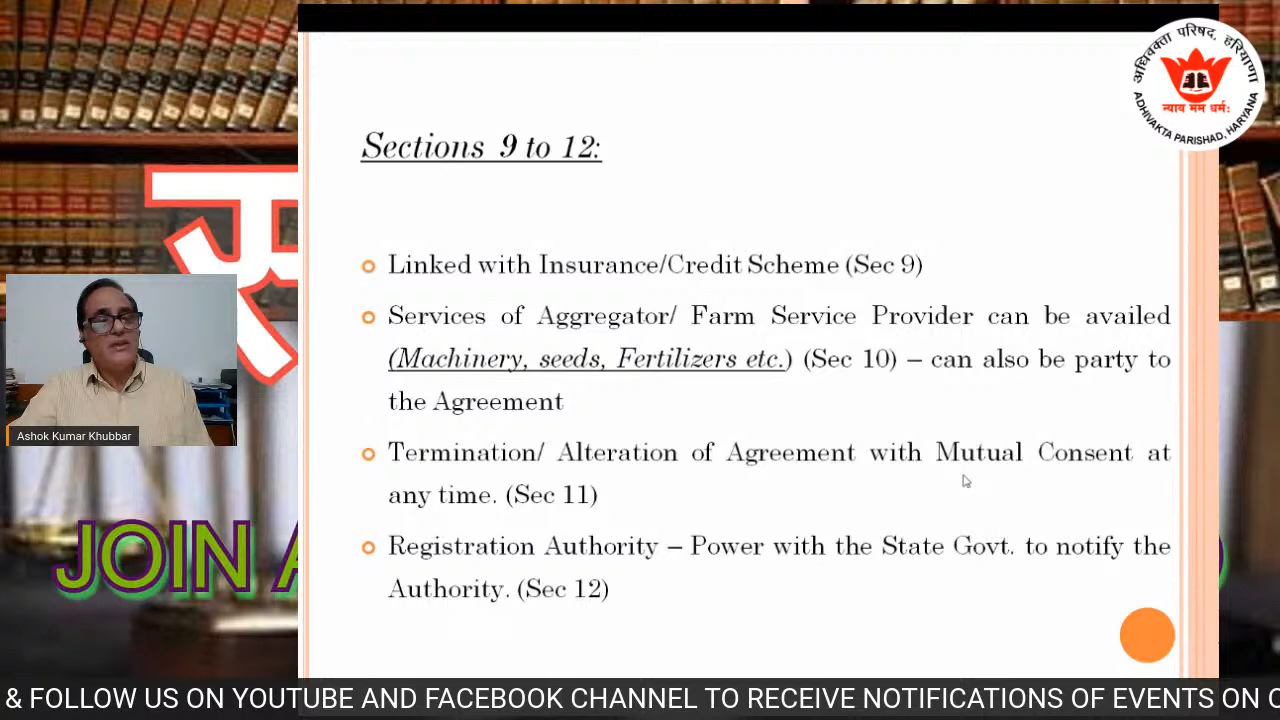 अधिवक्ता परिषद, हरियाणा
न्याय मम धर्मः
ADHIVAKTA PARISHAD, HARYANA
Sections 9 to 12:
Linked with Insurance/Credit Scheme (Sec 9)
Services of Aggregator/ Farm Service Provider can be availed
(Machinery, seeds, Fertilizers etc.) (Sec 10) – can also be party to
the Agreement
Termination/ Alteration of Agreement with Mutual Consent at
any time. (Sec 11)
Registration Authority – Power with the State Govt. to notify the
Authority. (Sec 12)
Ashok Kumar Khubbar
JOIN
& FOLLOW US ON YOUTUBE AND FACEBOOK CHANNEL TO RECEIVE NOTIFICATIONS OF EVENTS ON